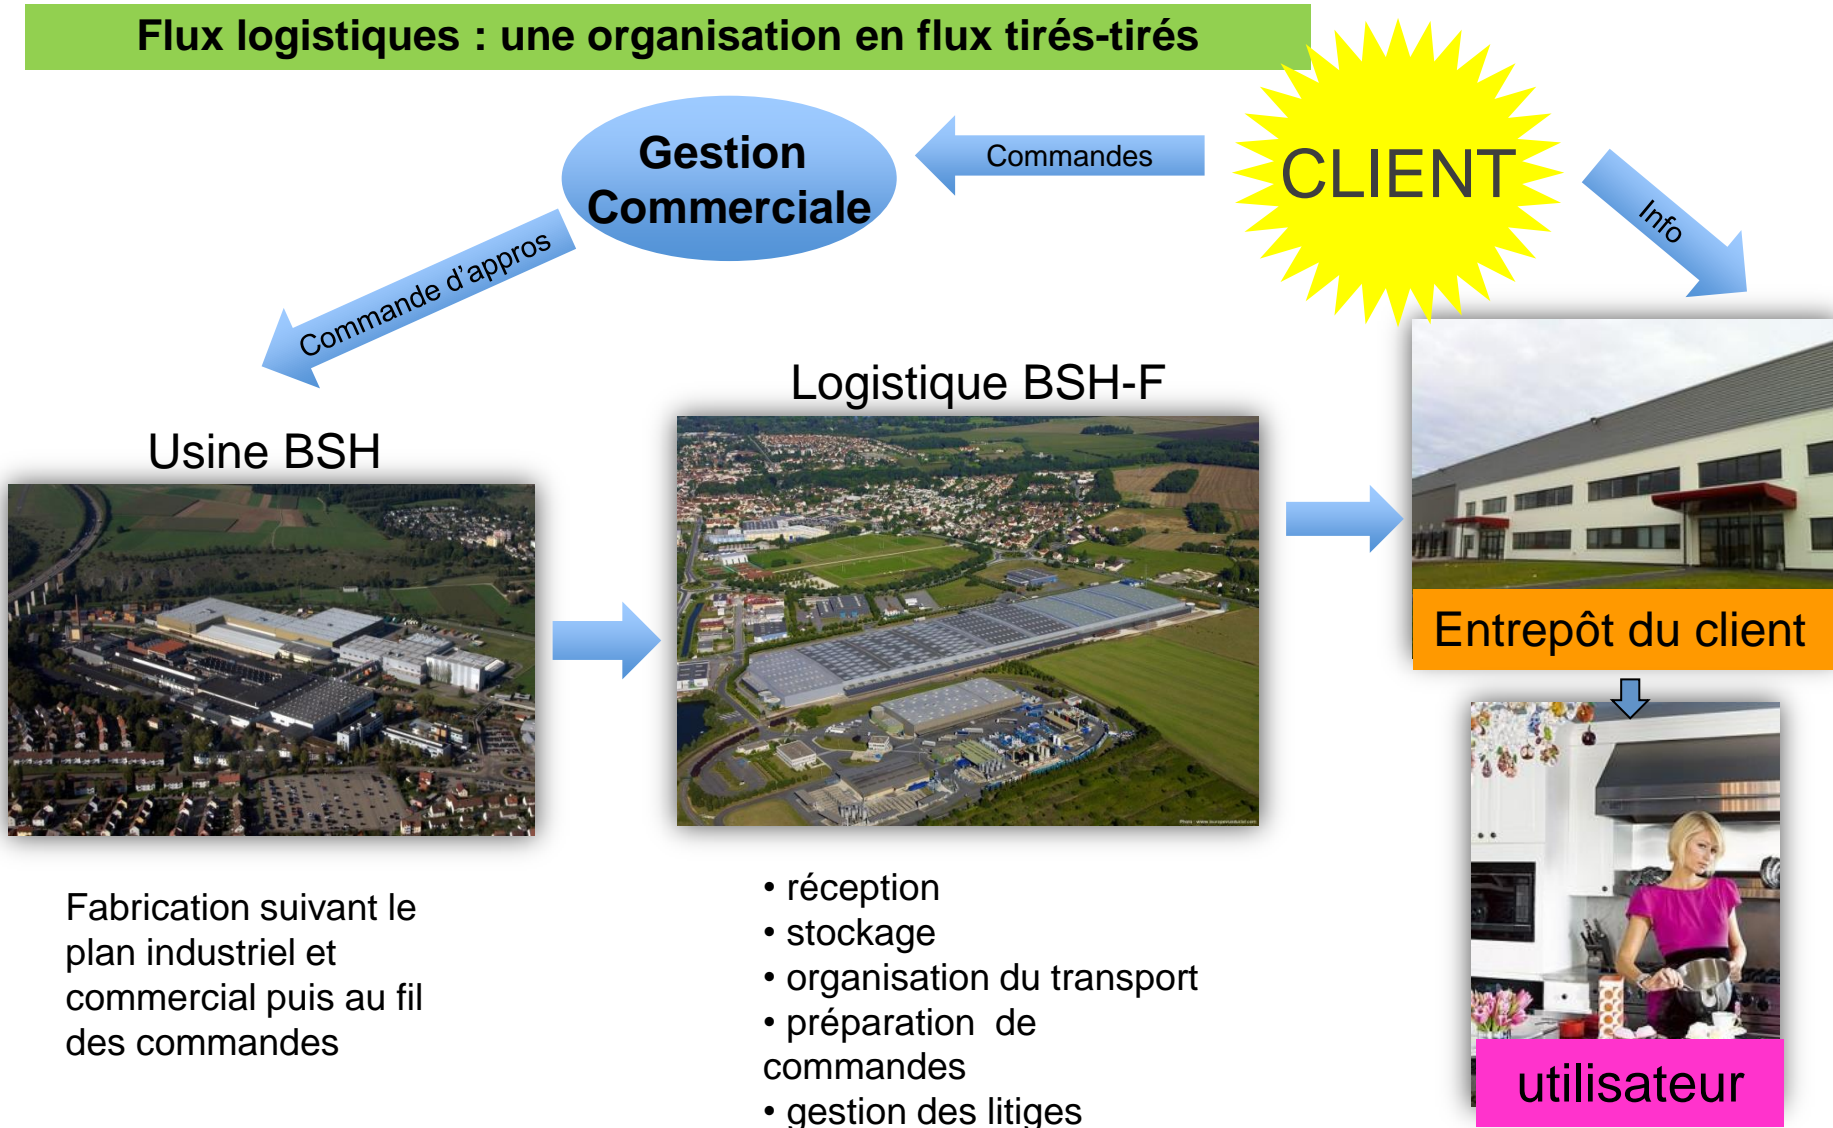 Flux logistiques : une organisation en flux tirés-tirés
Gestion
Commerciale
Commandes
CLIENT
Info
Commande d'appros
Logistique BSH-F
Usine BSH
Entrepôt du client
Fabrication suivant le
plan industriel et
commercial puis au fil
des commandes
• réception
• stockage
• organisation du transport
• préparation de
commandes
• gestion des litiges
utilisateur